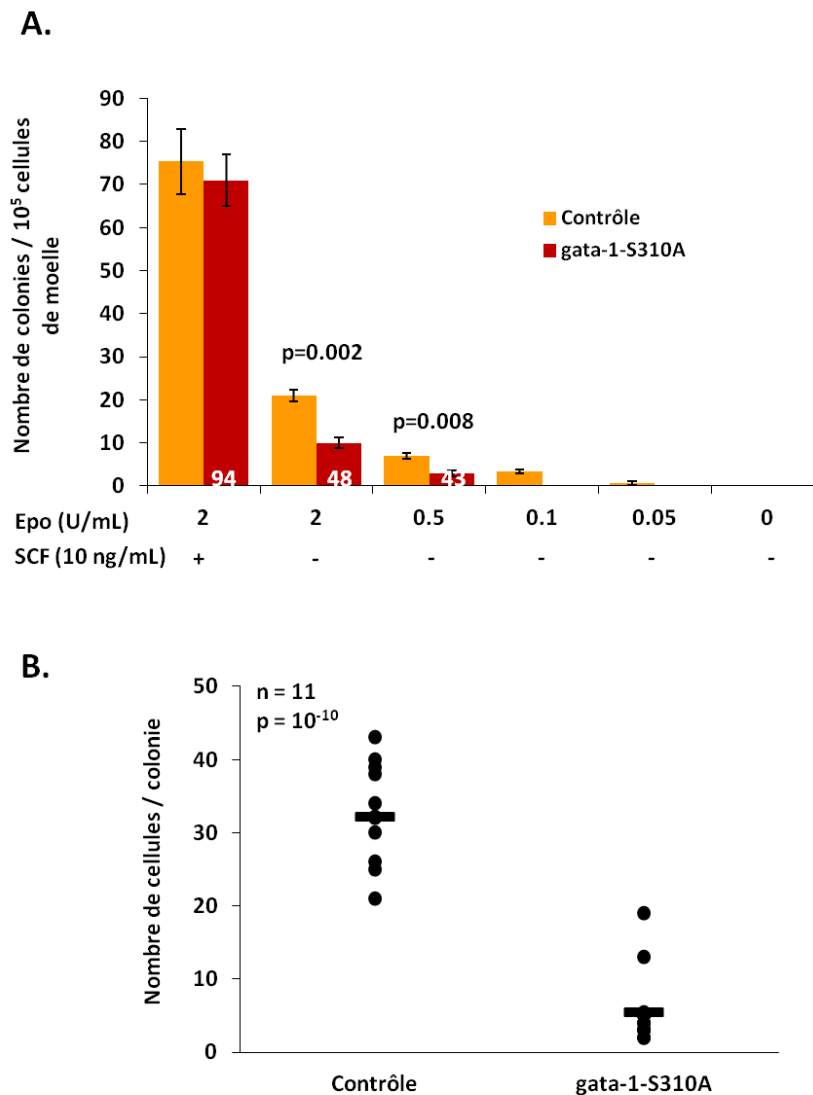 A.
Nombre de colonies / 10⁵ cellules
de moelle
90
80
70
60
50
40
30
20
10
0
Contrôle
gata-1-S310A
p=0.002
p=0.008
94
48
43
Epo (U/mL) 2 2 0.5 0.1 0.05 0
SCF (10 ng/mL) + - - - - -
B.
Nombre de cellules / colonie
50
40
30
20
10
0
n = 11
p = 10⁻¹⁰
Contrôle gata-1-S310A